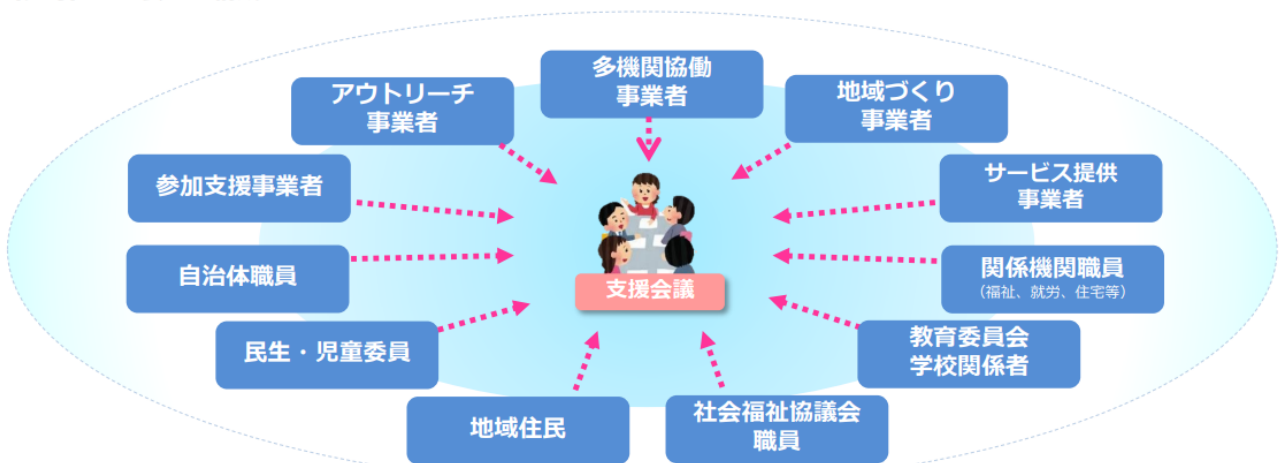 多機関協働
事業者
アウトリーチ
事業者
地域づくり
事業者
参加支援事業者
サービス提供
事業者
自治体職員
関係機関職員
（福祉、就労、住宅等）
支援会議
民生・児童委員
教育委員会
学校関係者
地域住民
社会福祉協議会
職員